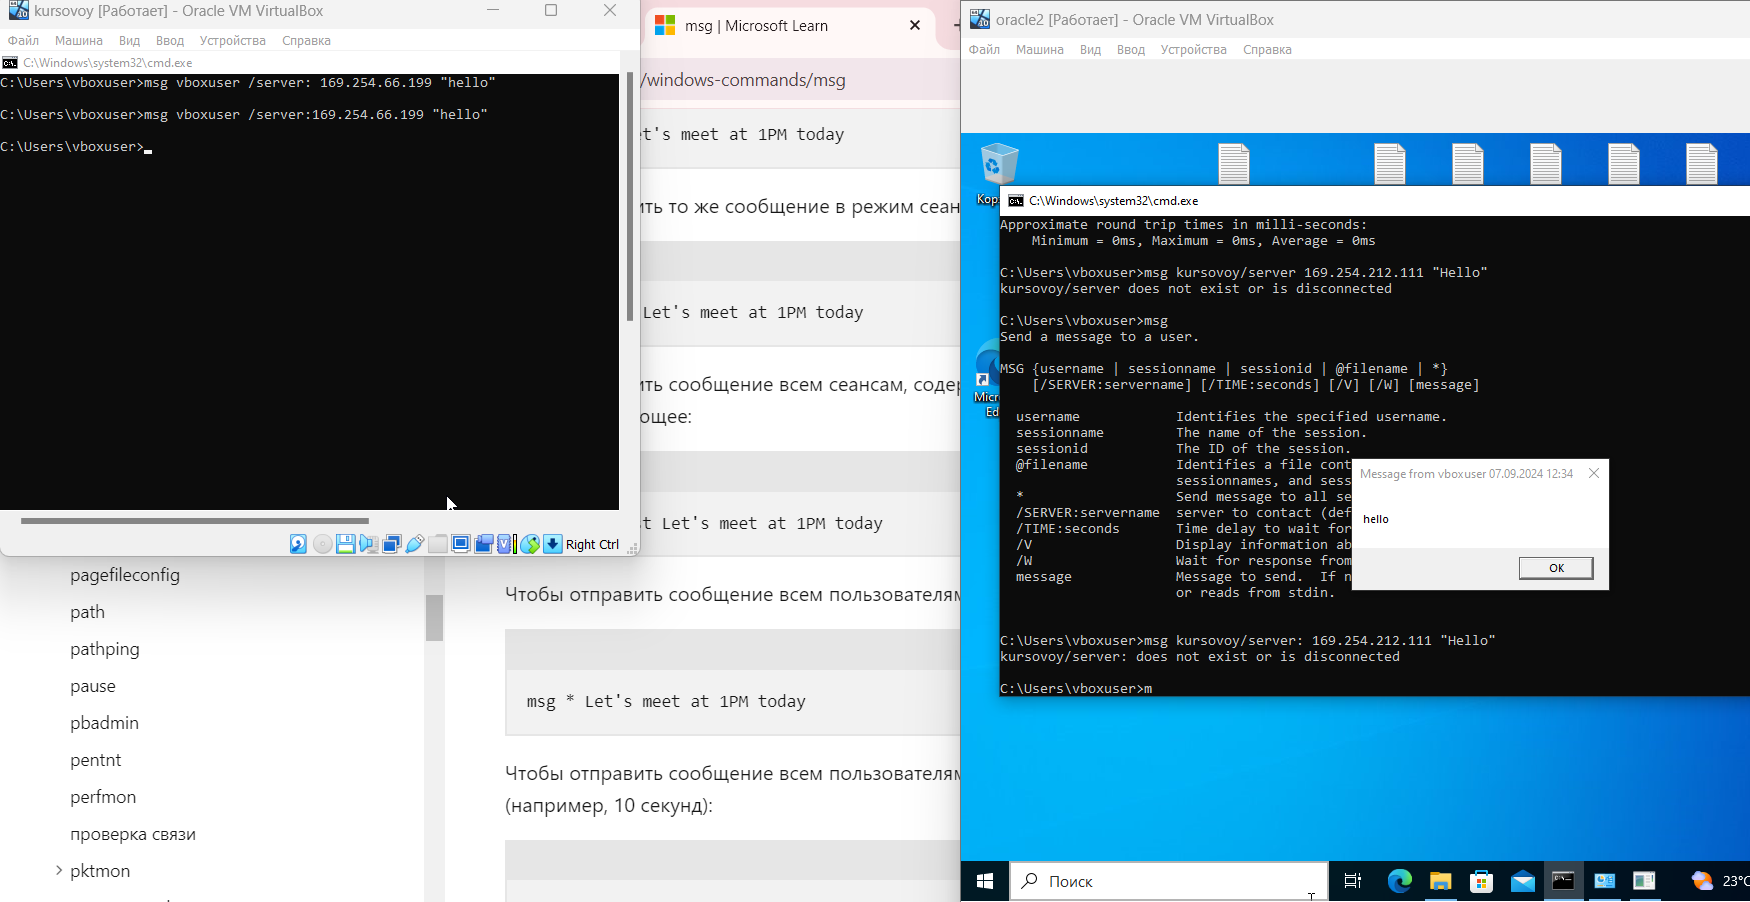 kursovoy [Работает] - Oracle VM VirtualBox
Файл Машина Вид Ввод Устройства Справка
C:\Windows\system32\cmd.exe
C:\Users\vboxuser>msg vboxuser /server: 169.254.66.199 "hello"
C:\Users\vboxuser>msg vboxuser /server:169.254.66.199 "hello"
C:\Users\vboxuser>
Right Ctrl
msg | Microsoft Learn
/windows-commands/msg
et's meet at 1PM today
ить то же сообщение в режим сеан
Let's meet at 1PM today
ить сообщение всем сеансам, содер
ющее:
t Let's meet at 1PM today
Чтобы отправить сообщение всем пользователям
msg * Let's meet at 1PM today
Чтобы отправить сообщение всем пользователям
(например, 10 секунд):
pagefileconfig
path
pathping
pause
pbadmin
pentnt
perfmon
проверка связи
pktmon
oracle2 [Работает] - Oracle VM VirtualBox
Файл Машина Вид Ввод Устройства Справка
Кор
Micr
Ed
C:\Windows\system32\cmd.exe
Approximate round trip times in milli-seconds:
Minimum = 0ms, Maximum = 0ms, Average = 0ms
C:\Users\vboxuser>msg kursovoy/server 169.254.212.111 "Hello"
kursovoy/server does not exist or is disconnected
C:\Users\vboxuser>msg
Send a message to a user.
MSG {username | sessionname | sessionid | @filename | *}
[/SERVER:servername] [/TIME:seconds] [/V] [/W] [message]
username Identifies the specified username.
sessionname The name of the session.
sessionid The ID of the session.
@filename Identifies a file cont
sessionnames, and sess
* Send message to all se
/SERVER:servername server to contact (def
/TIME:seconds Time delay to wait for
/V Display information ab
/W Wait for response from
message Message to send. If n
or reads from stdin.
C:\Users\vboxuser>msg kursovoy/server: 169.254.212.111 "Hello"
kursovoy/server: does not exist or is disconnected
C:\Users\vboxuser>m
Message from vboxuser 07.09.2024 12:34
hello
OK
Поиск
23°C